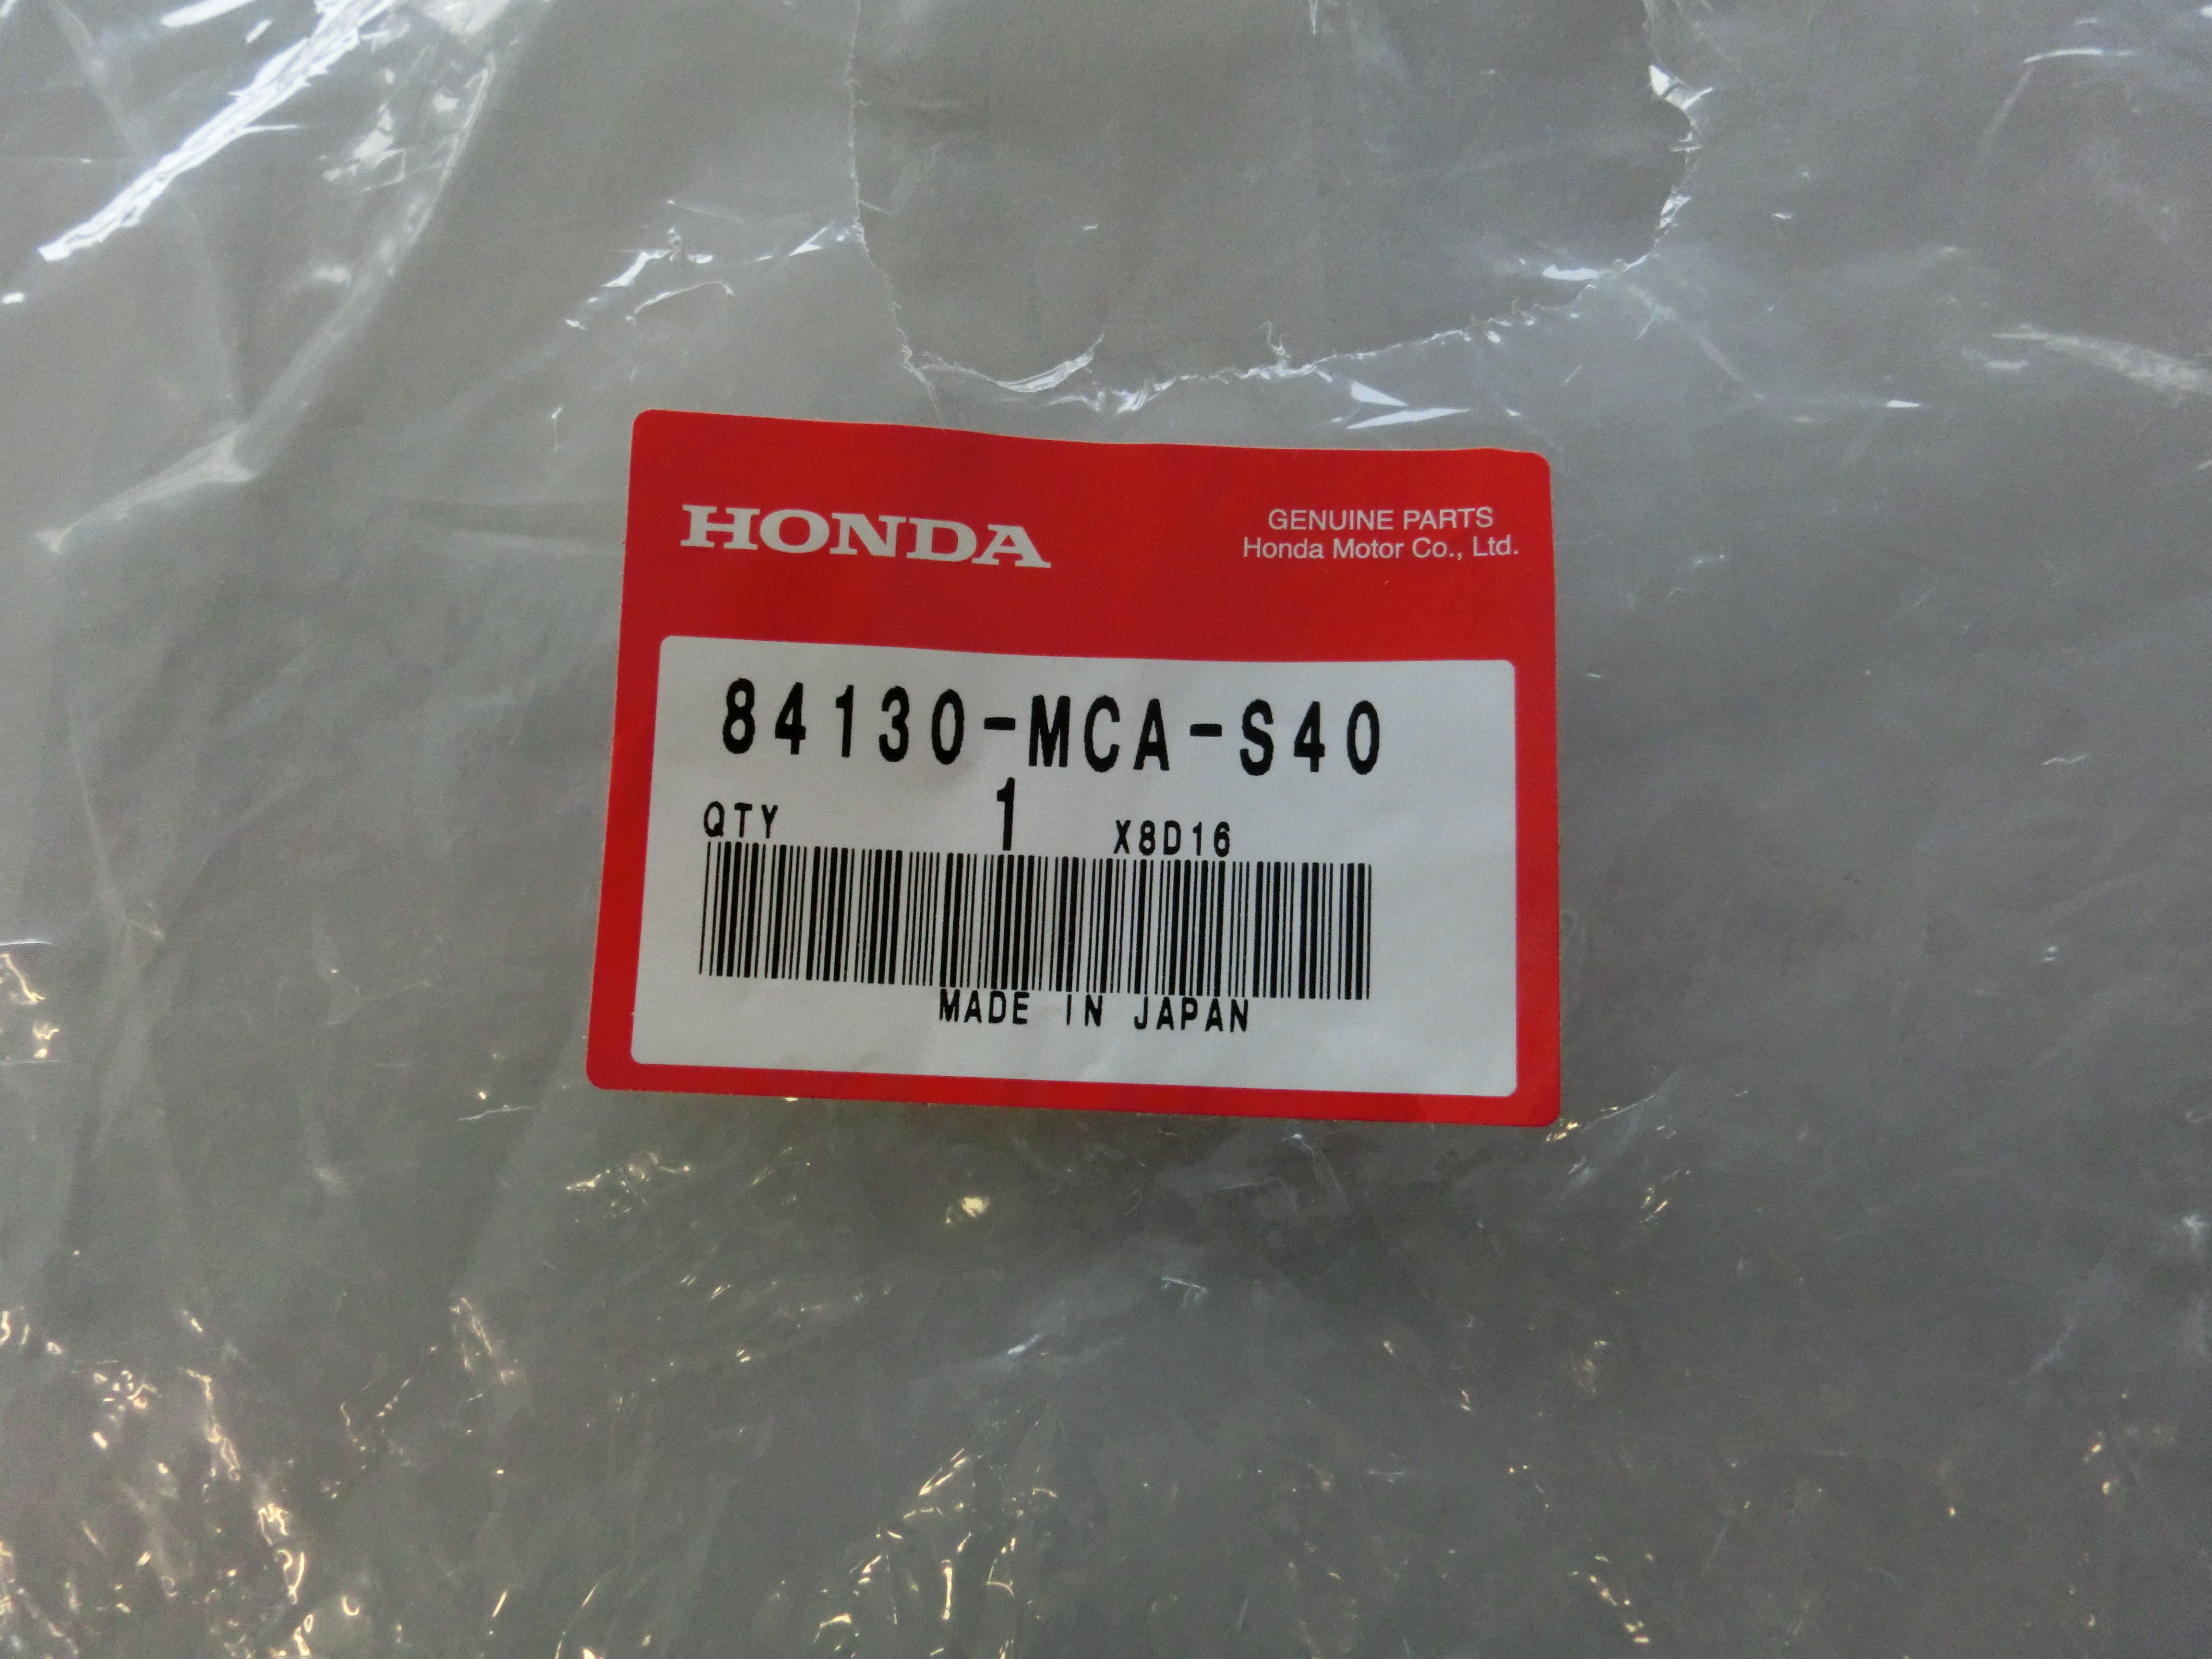 HONDA
GENUINE PARTS
Honda Motor Co., Ltd.
84130-MCA-S40
QTY 1 X8D16
MADE IN JAPAN